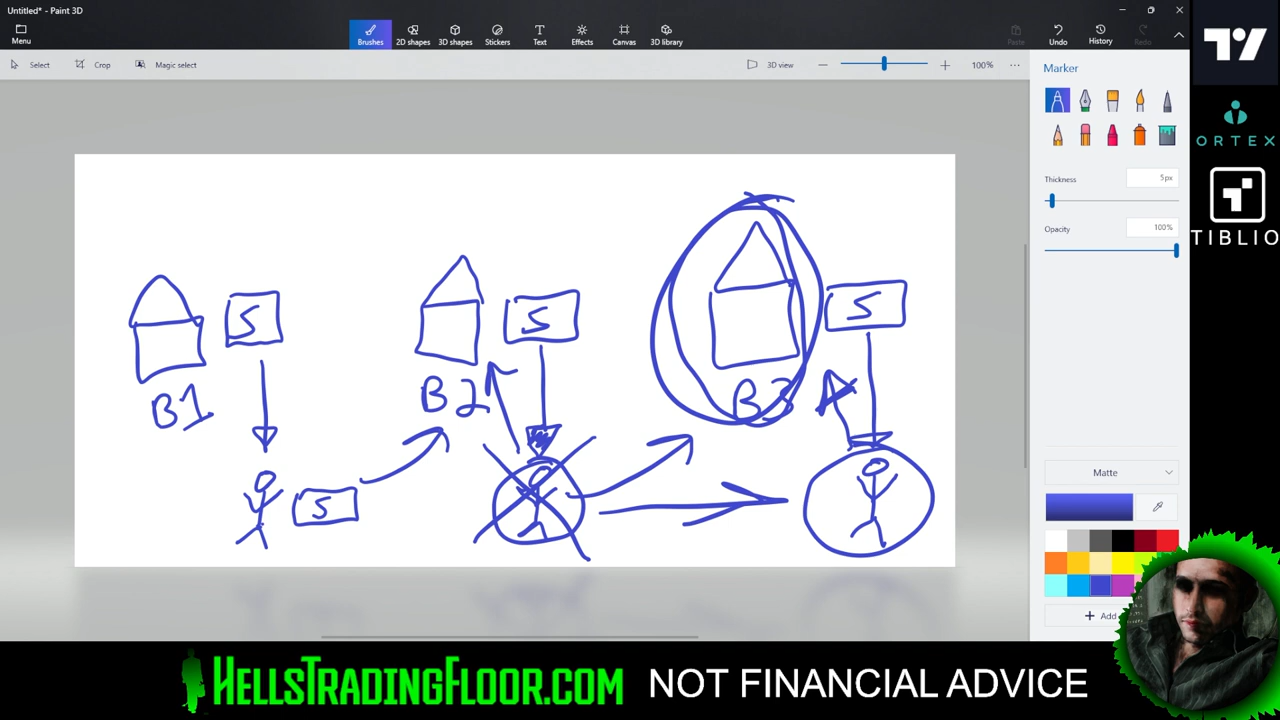 Untitled* - Paint 3D
Menu
Brushes
2D shapes
3D shapes
Stickers
Text
Effects
Canvas
3D library
Paste
Undo
History
Redo
Select
Crop
Magic select
3D view
100%
Marker
Thickness
5px
Opacity
100%
Matte
Add
S
S
S
B1
B2
B3
S
ORTEX
TIBLIO
HELLSTRADINGFLOOR.COM
NOT FINANCIAL ADVICE